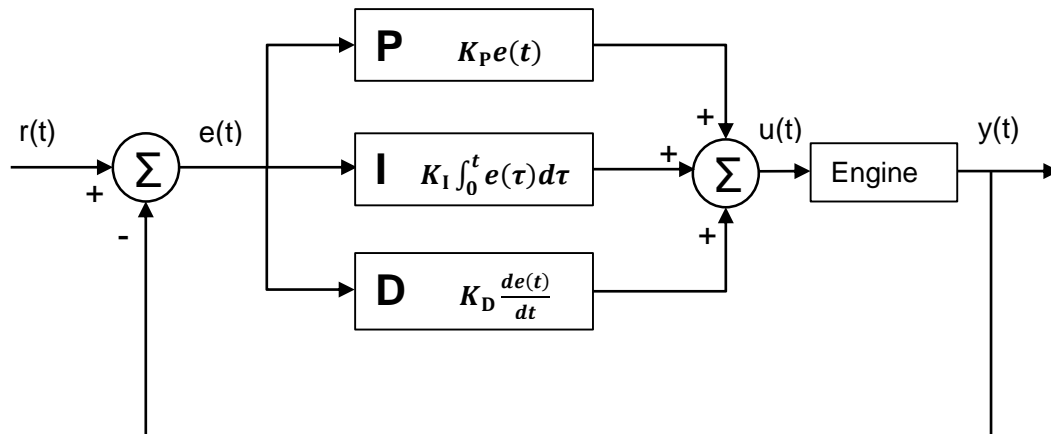 P K_P e(t)
+
r(t) e(t) u(t) y(t)
Σ + I K_I ∫_0^t e(τ)dτ + Σ Engine
+
-
+
D K_D de(t)/dt